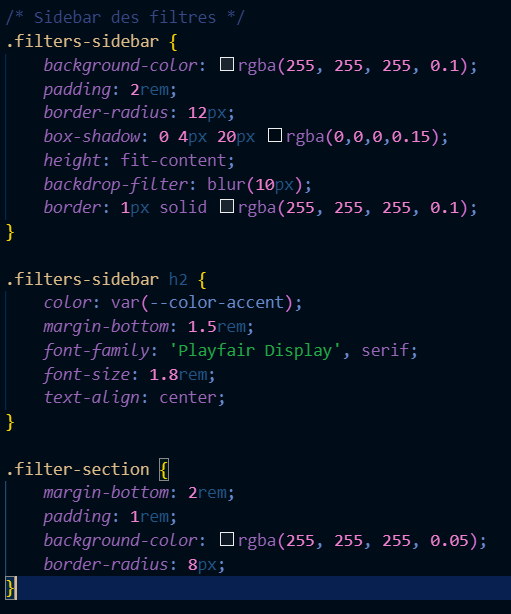 /* Sidebar des filtres */
.filters-sidebar {
    background-color: rgba(255, 255, 255, 0.1);
    padding: 2rem;
    border-radius: 12px;
    box-shadow: 0 4px 20px rgba(0,0,0,0.15);
    height: fit-content;
    backdrop-filter: blur(10px);
    border: 1px solid rgba(255, 255, 255, 0.1);
}

.filters-sidebar h2 {
    color: var(--color-accent);
    margin-bottom: 1.5rem;
    font-family: 'Playfair Display', serif;
    font-size: 1.8rem;
    text-align: center;
}

.filter-section {
    margin-bottom: 2rem;
    padding: 1rem;
    background-color: rgba(255, 255, 255, 0.05);
    border-radius: 8px;
}